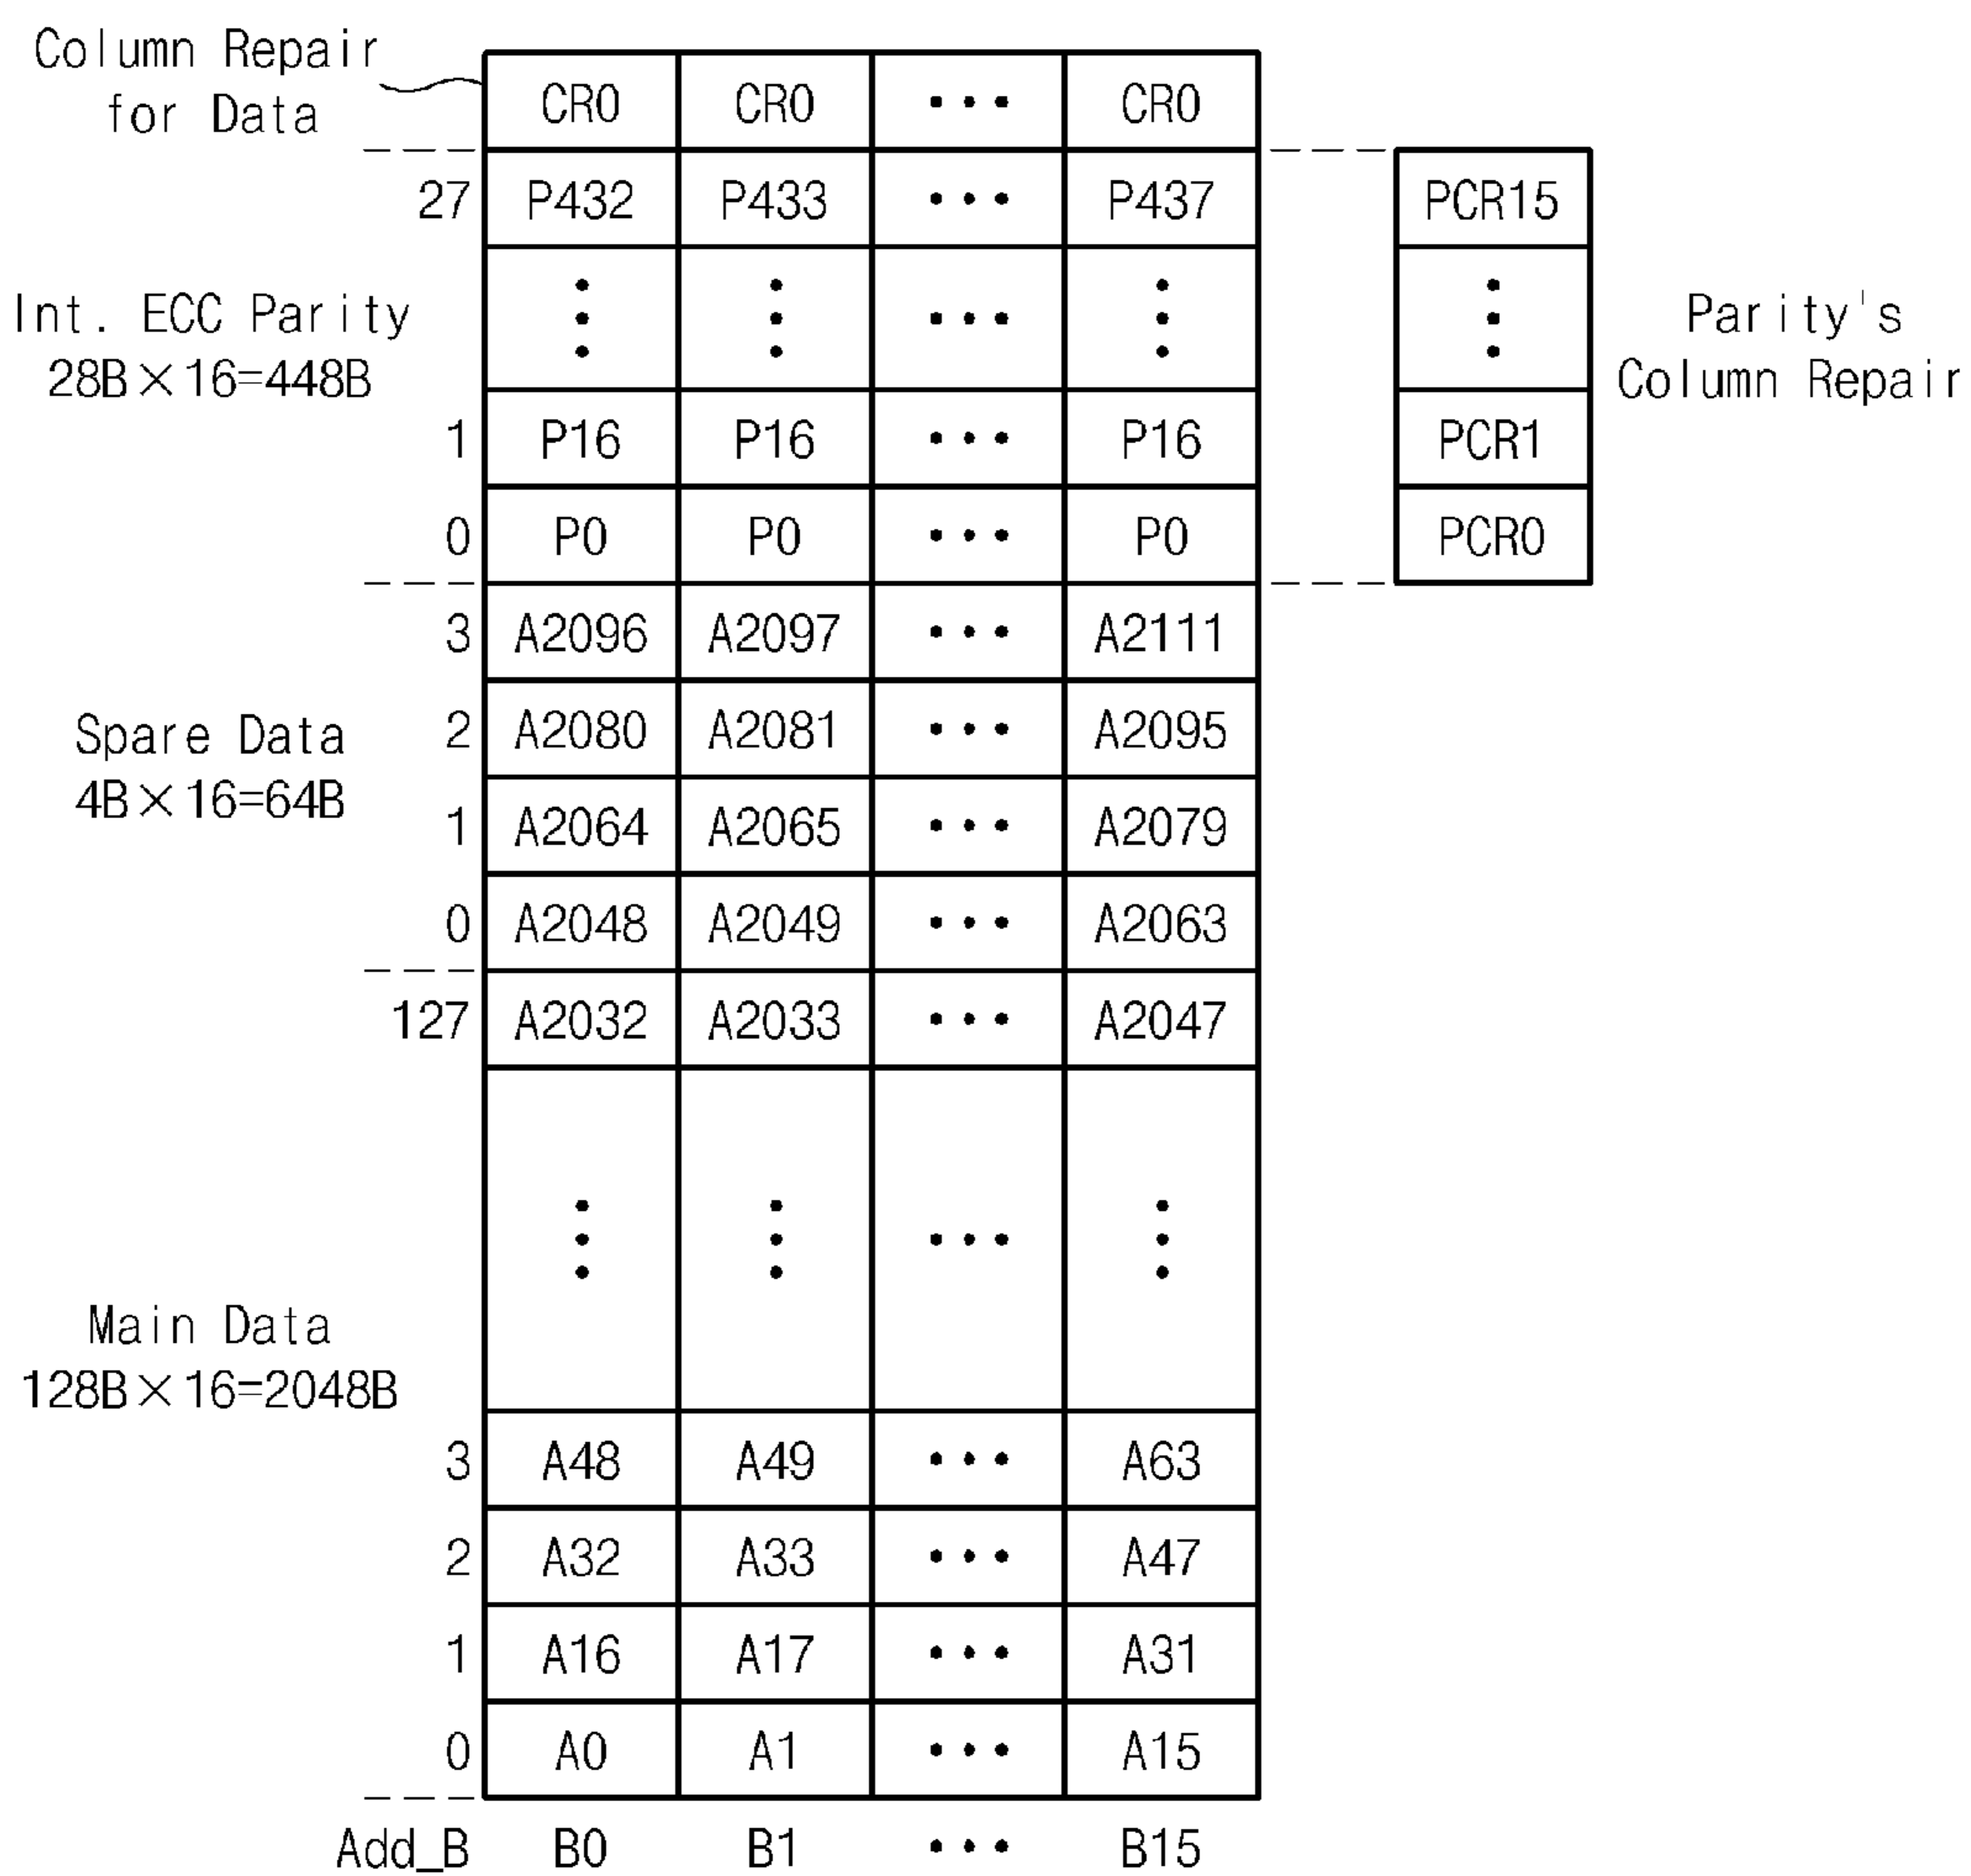 Column Repair
for Data
CR0 CR0 ••• CR0
27 P432 P433 ••• P437 PCR15
Int. ECC Parity
28B×16=448B
Parity's
Column Repair
1 P16 P16 ••• P16 PCR1
0 P0 P0 ••• P0 PCR0
3 A2096 A2097 ••• A2111
Spare Data
4B×16=64B
2 A2080 A2081 ••• A2095
1 A2064 A2065 ••• A2079
0 A2048 A2049 ••• A2063
127 A2032 A2033 ••• A2047
Main Data
128B×16=2048B
3 A48 A49 ••• A63
2 A32 A33 ••• A47
1 A16 A17 ••• A31
0 A0 A1 ••• A15
Add_B B0 B1 ••• B15